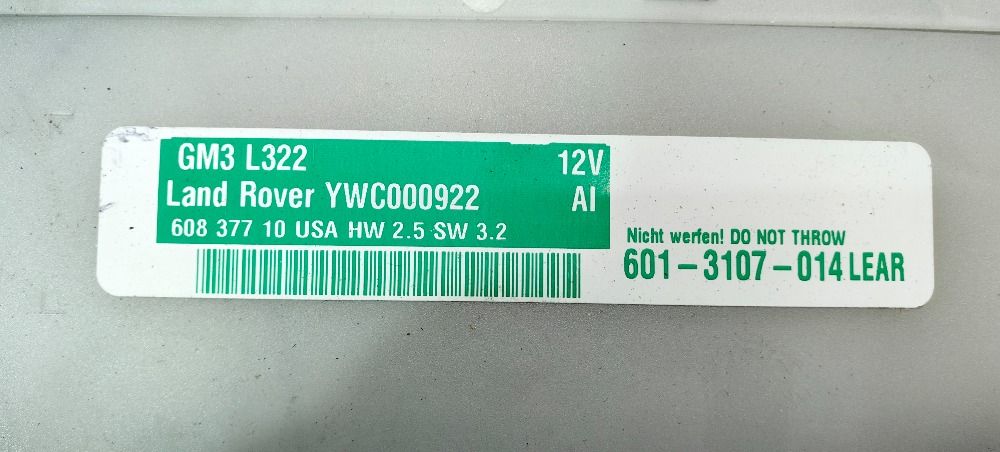 GM3 L322 12V
Land Rover YWC000922 AI
608 377 10 USA HW 2.5 SW 3.2
Nicht werfen! DO NOT THROW
601-3107-014 LEAR